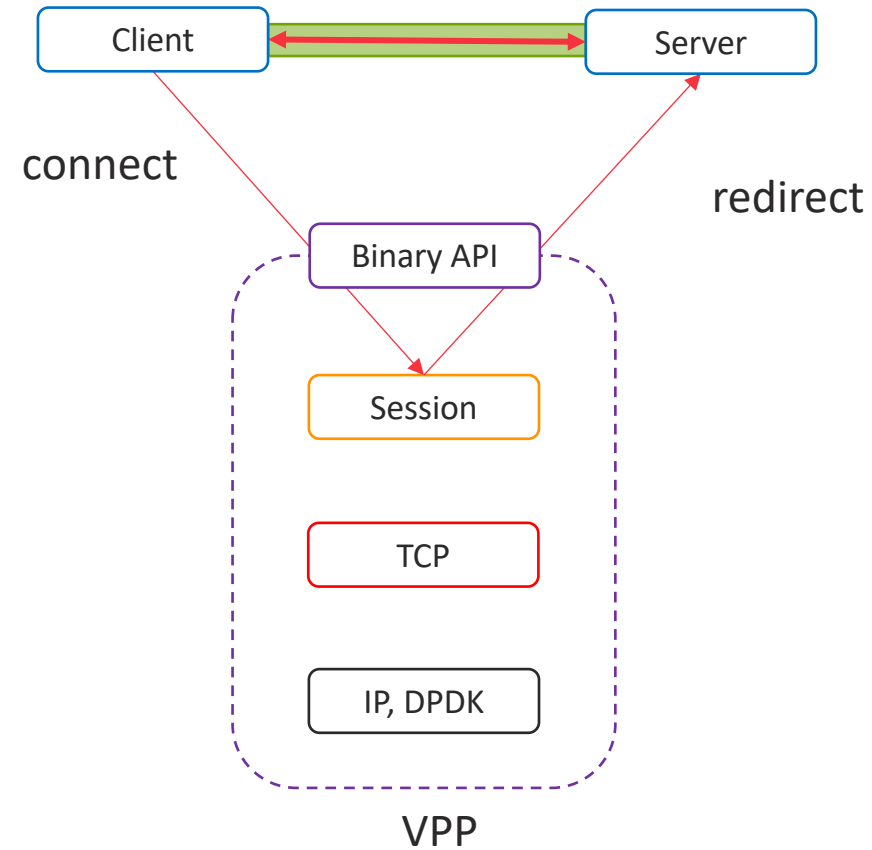 Client
Server
connect
redirect
Binary API
Session
TCP
IP, DPDK
VPP